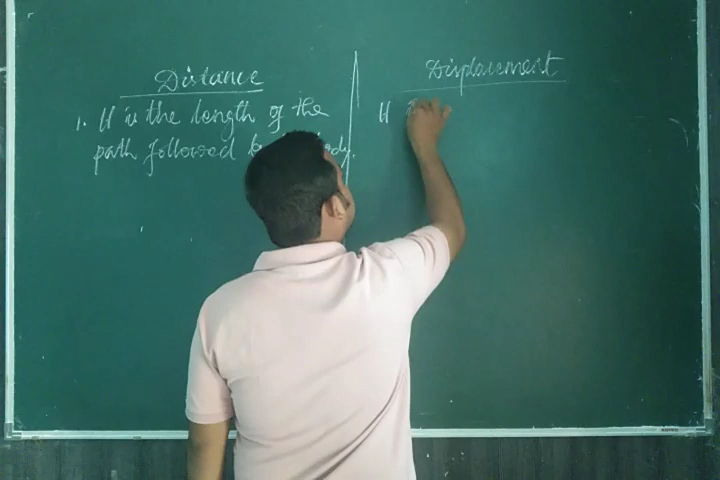 Distance
1. It is the length of the
path followed
Displacement
It